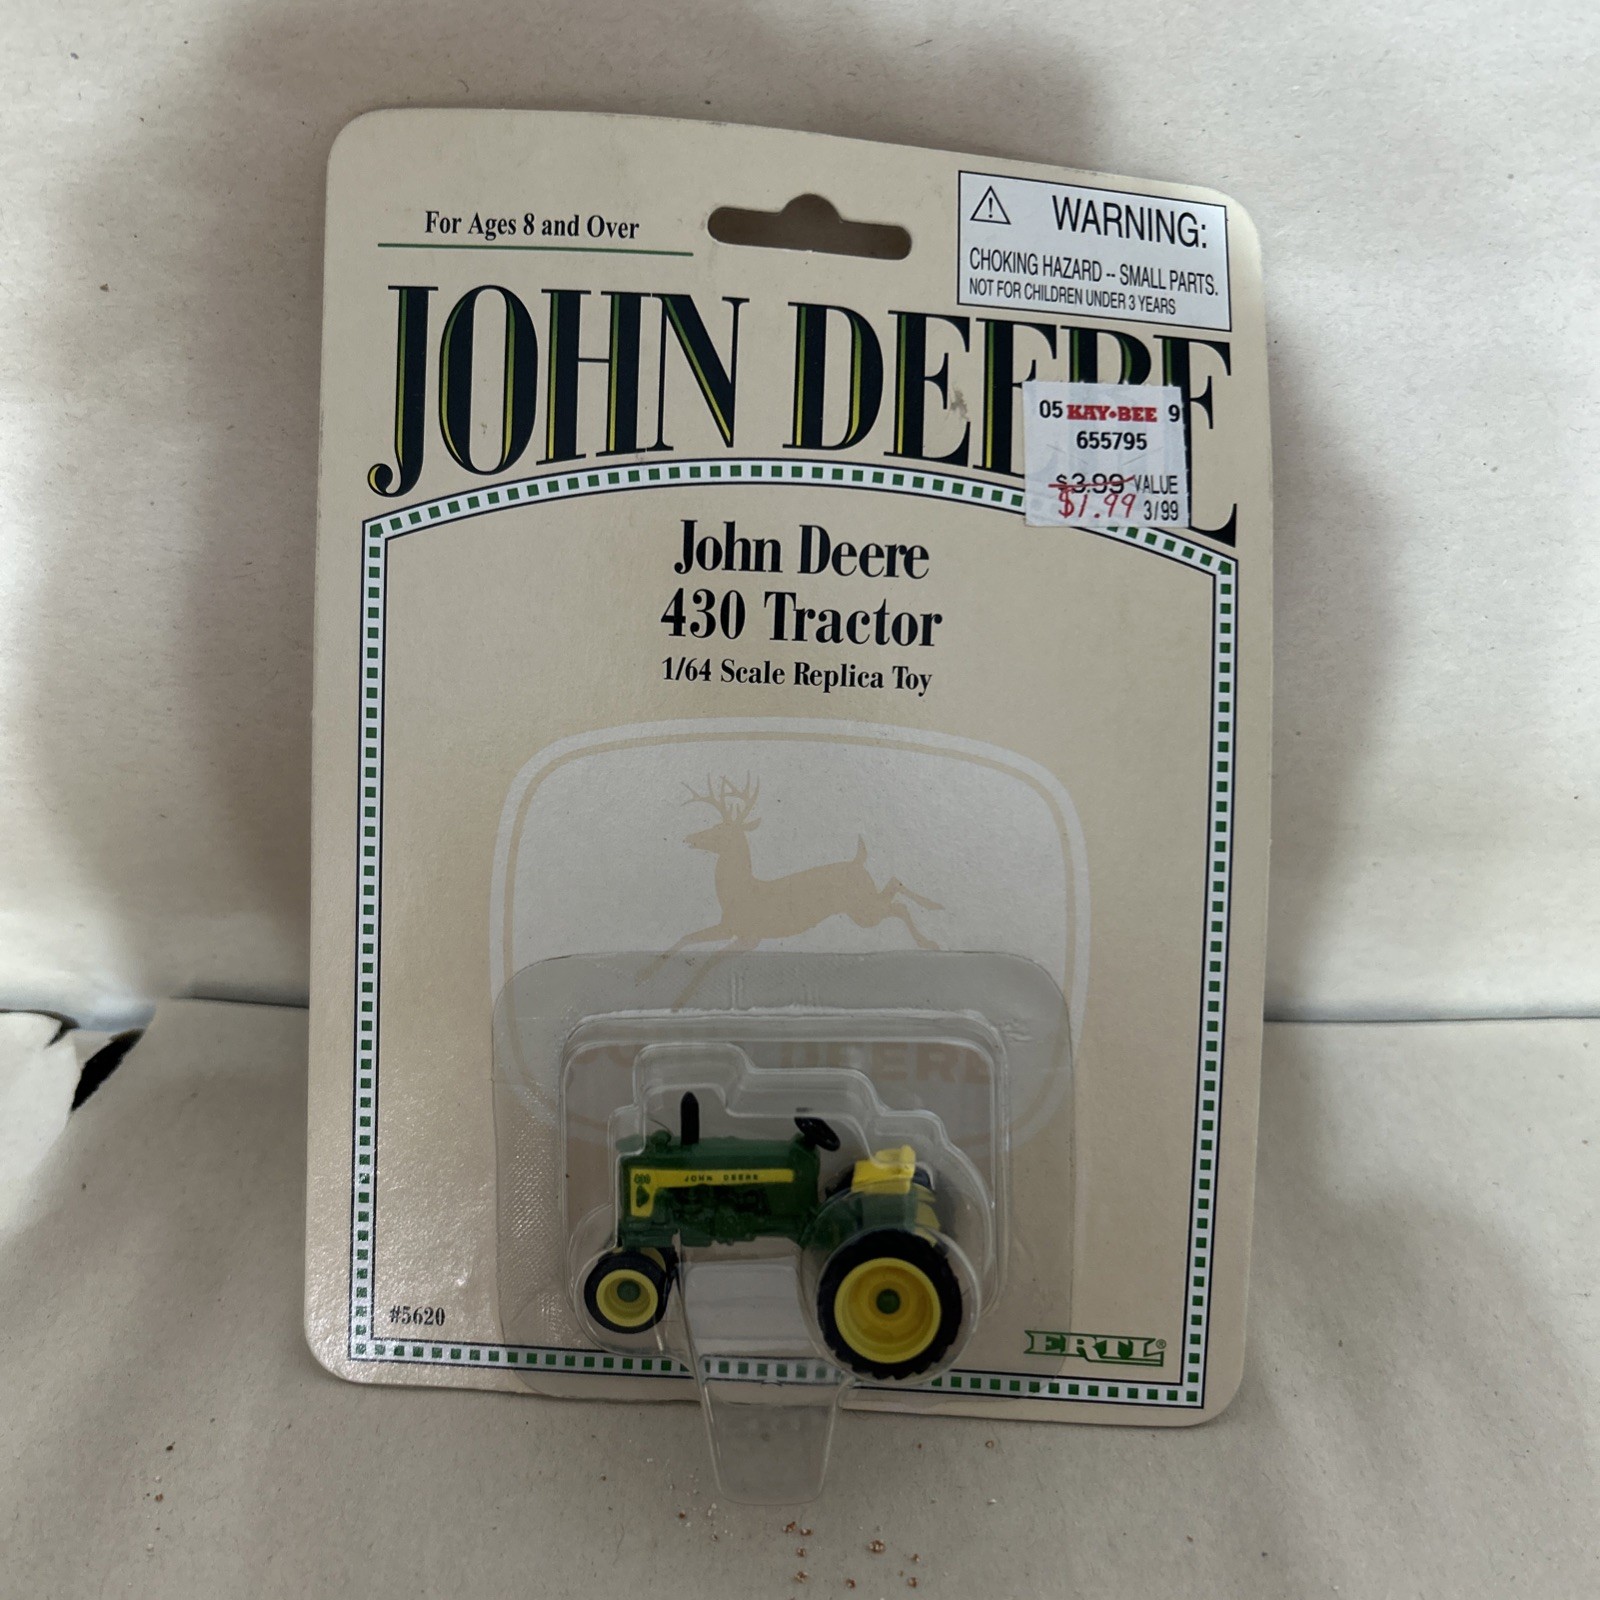 For Ages 8 and Over
WARNING:
CHOKING HAZARD -- SMALL PARTS.
NOT FOR CHILDREN UNDER 3 YEARS
JOHN DEERE
05 KAY•BEE 9
655795
$3.99 VALUE
$1.99 3/99
John Deere
430 Tractor
1/64 Scale Replica Toy
DEERE
JOHN DEERE
#5620
ERTL®